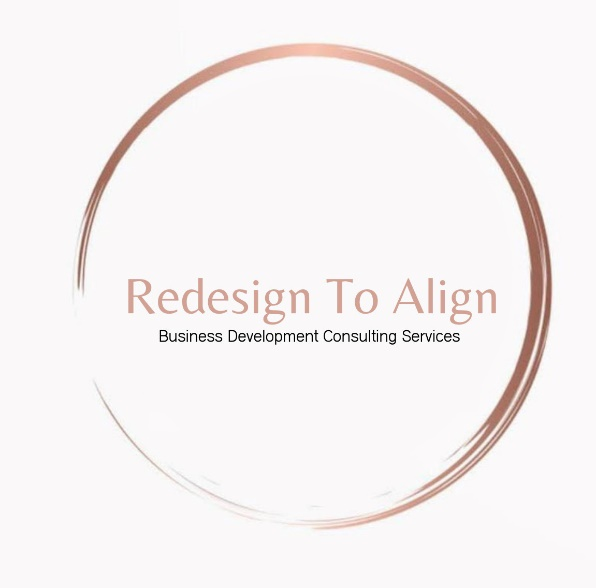 Redesign To Align
Business Development Consulting Services